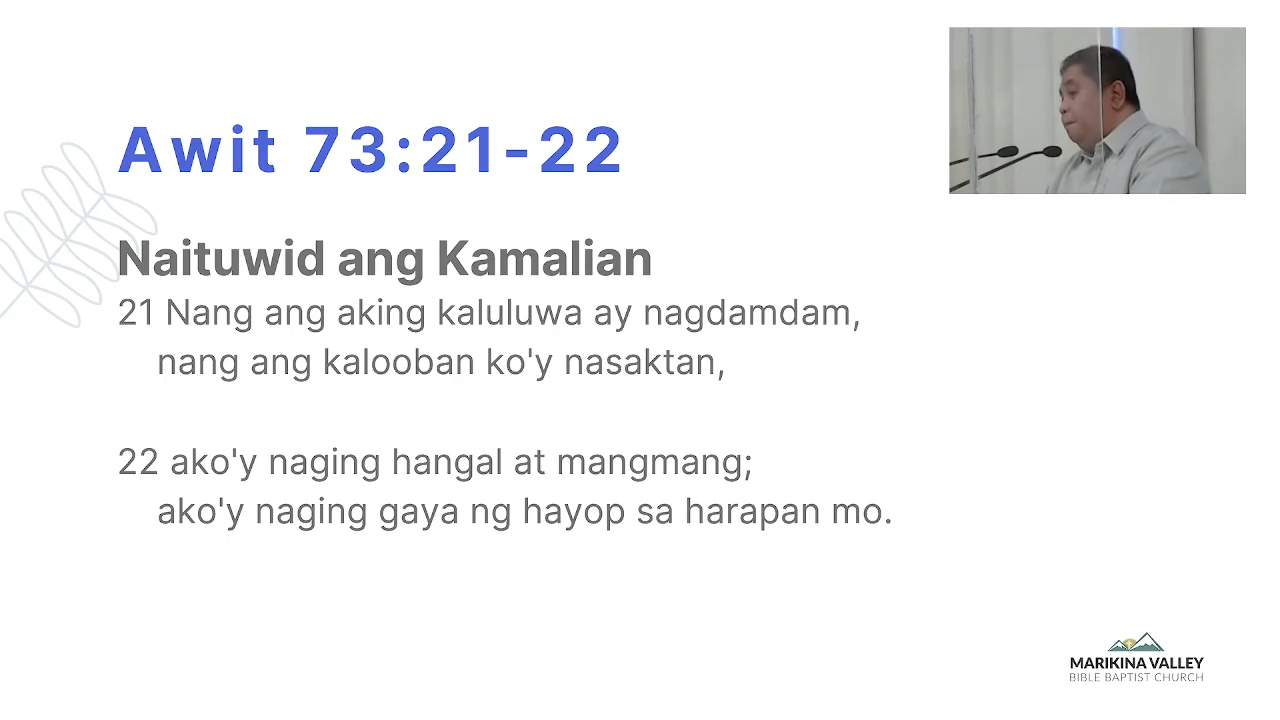 Awit 73:21-22
Naituwid ang Kamalian
21 Nang ang aking kaluluwa ay nagdamdam,
nang ang kalooban ko'y nasaktan,
22 ako'y naging hangal at mangmang;
ako'y naging gaya ng hayop sa harapan mo.
MARIKINA VALLEY
BIBLE BAPTIST CHURCH